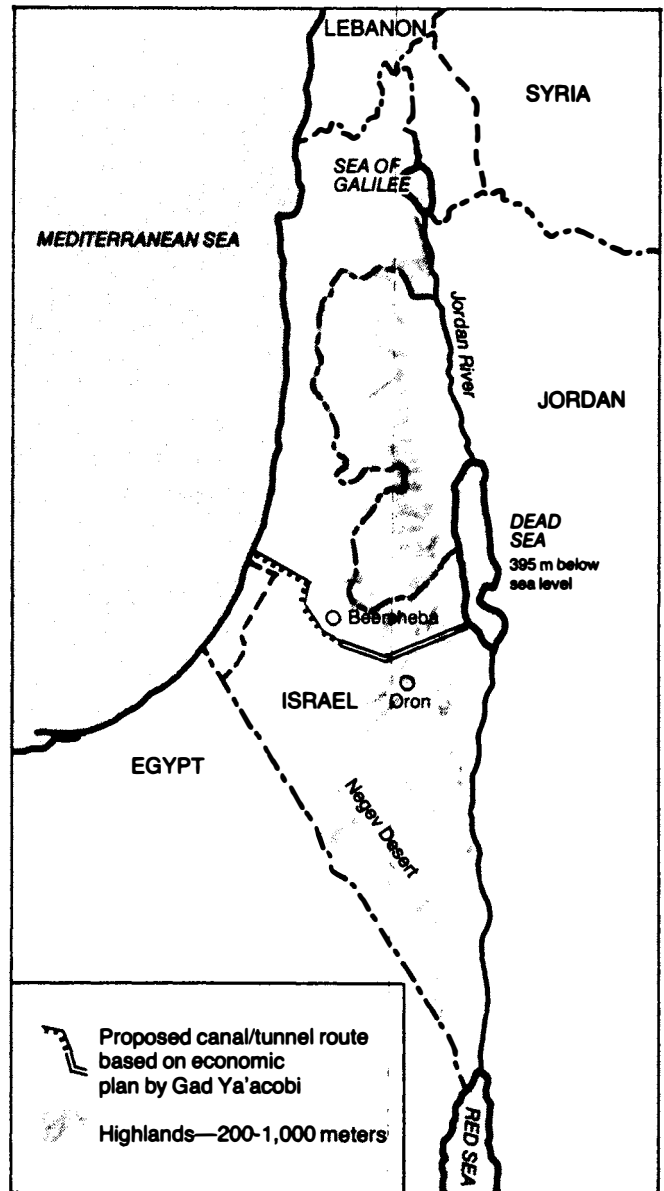 LEBANON
SYRIA
SEA OF
GALILEE
MEDITERRANEAN SEA
Jordan River
JORDAN
DEAD
SEA
395 m below
sea level
Beersheba
ISRAEL
Oron
EGYPT
Negev Desert
Proposed canal/tunnel route
based on economic
plan by Gad Ya'acobi
Highlands—200-1,000 meters
RED SEA